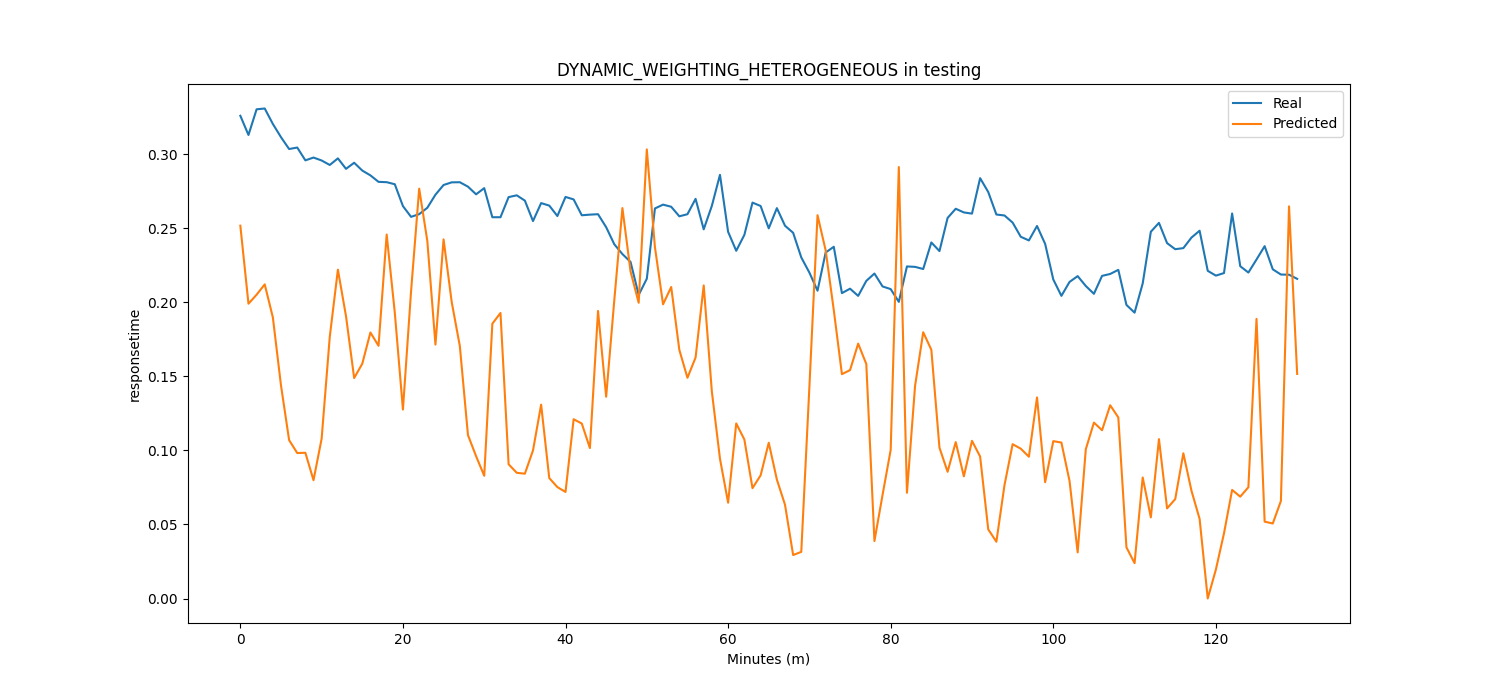 DYNAMIC_WEIGHTING_HETEROGENEOUS in testing
Real
Predicted
responsetime
0.30
0.25
0.20
0.15
0.10
0.05
0.00
0 20 40 60 80 100 120
Minutes (m)